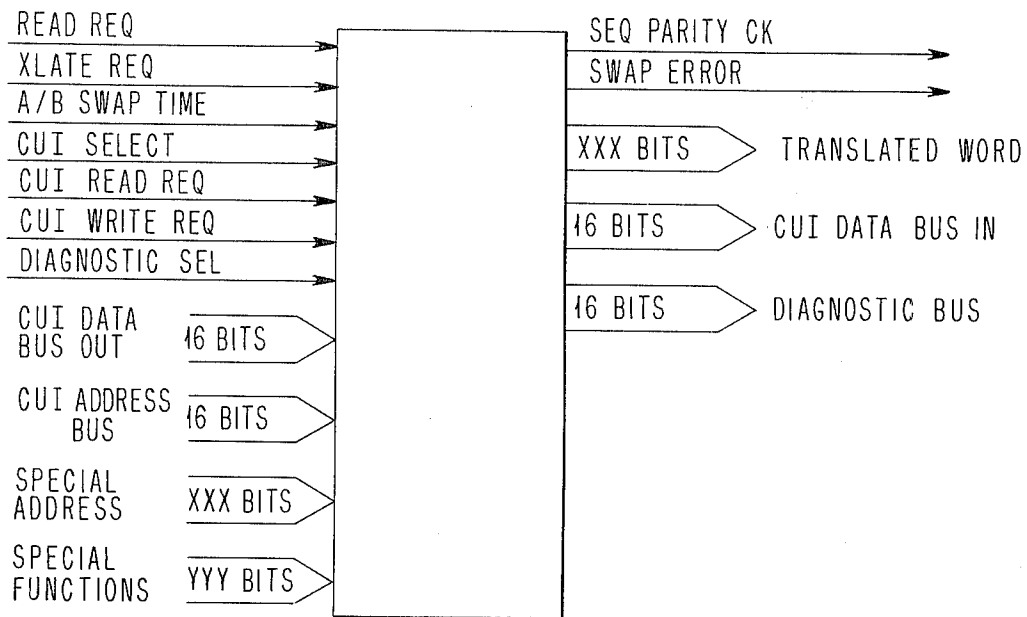 READ REQ
XLATE REQ
A/B SWAP TIME
CUI SELECT
CUI READ REQ
CUI WRITE REQ
DIAGNOSTIC SEL
CUI DATA
BUS OUT
16 BITS
CUI ADDRESS
BUS
16 BITS
SPECIAL
ADDRESS
XXX BITS
SPECIAL
FUNCTIONS
YYY BITS
SEQ PARITY CK
SWAP ERROR
XXX BITS
TRANSLATED WORD
16 BITS
CUI DATA BUS IN
16 BITS
DIAGNOSTIC BUS